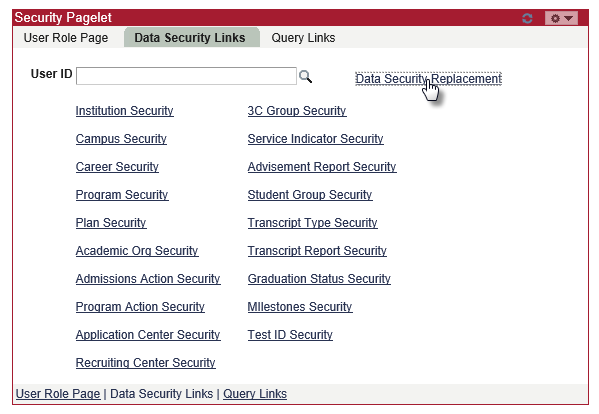 Security Pagelet
User Role Page Data Security Links Query Links
User ID Data Security Replacement
Institution Security 3C Group Security
Campus Security Service Indicator Security
Career Security Advisement Report Security
Program Security Student Group Security
Plan Security Transcript Type Security
Academic Org Security Transcript Report Security
Admissions Action Security Graduation Status Security
Program Action Security MIlestones Security
Application Center Security Test ID Security
Recruiting Center Security
User Role Page | Data Security Links | Query Links